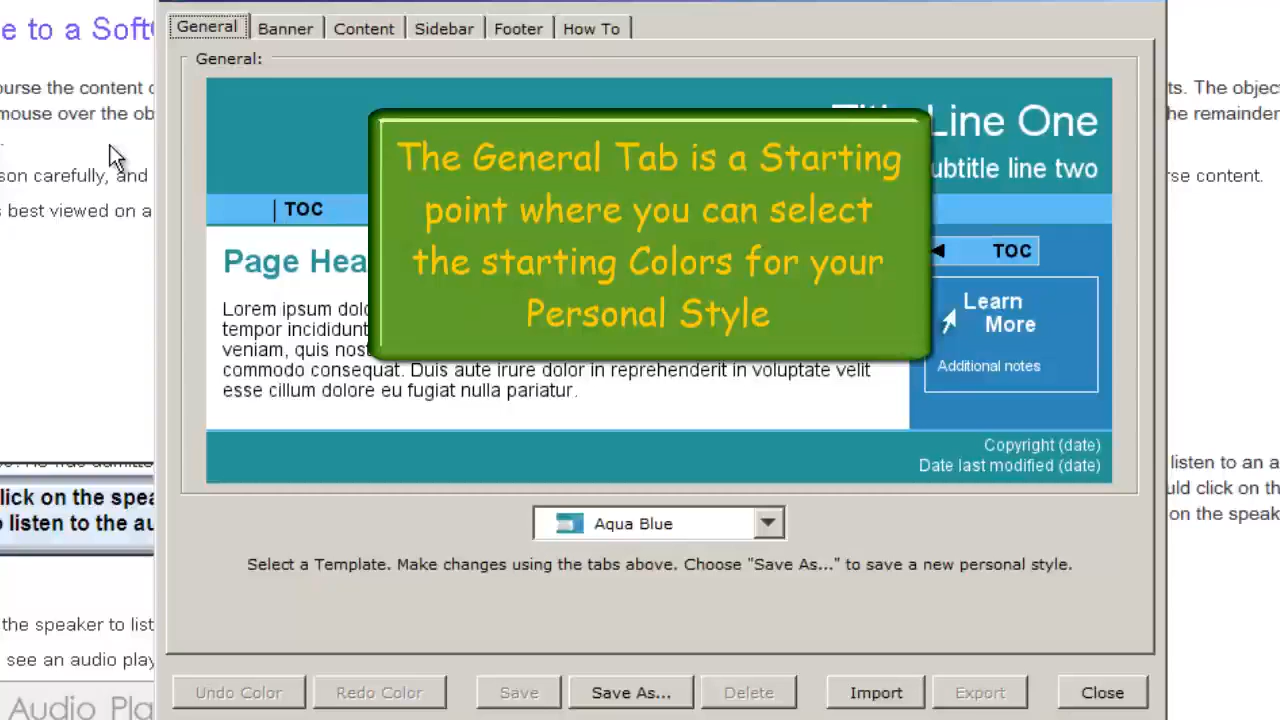 e to a Soft
General Banner Content Sidebar Footer How To
General:
urse the content
ts. The objec
mouse over the ob
he remainder
son carefully, and
rse content.
s best viewed on a
Line One
ubtitle line two
The General Tab is a Starting
point where you can select
the starting Colors for your
Personal Style
TOC
TOC
Page Hea
Lorem ipsum dolo
tempor incididunt
veniam, quis nost
commodo consequat. Duis aute irure dolor in reprehenderit in voluptate velit
esse cillum dolore eu fugiat nulla pariatur.
Learn
More
Additional notes
Copyright (date)
Date last modified (date)
lick on the spea
o listen to the au
listen to an a
uld click on th
on the speak
Aqua Blue
Select a Template. Make changes using the tabs above. Choose "Save As..." to save a new personal style.
the speaker to list
see an audio play
Audio Pla
Undo Color Redo Color Save Save As... Delete Import Export Close